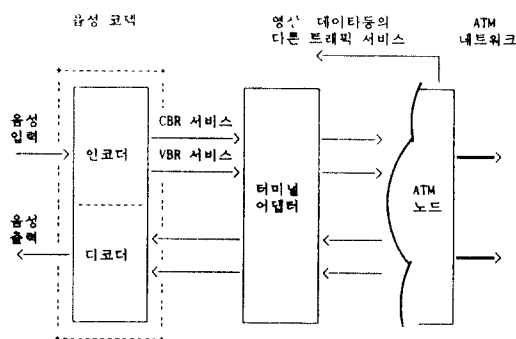 음성 코덱
영상 데이타등의
다른 트래픽 서비스
ATM
네트워크
음성
입력
CBR 서비스
VBR 서비스
인코더
터미널
어댑터
ATM
노드
음성
출력
디코더